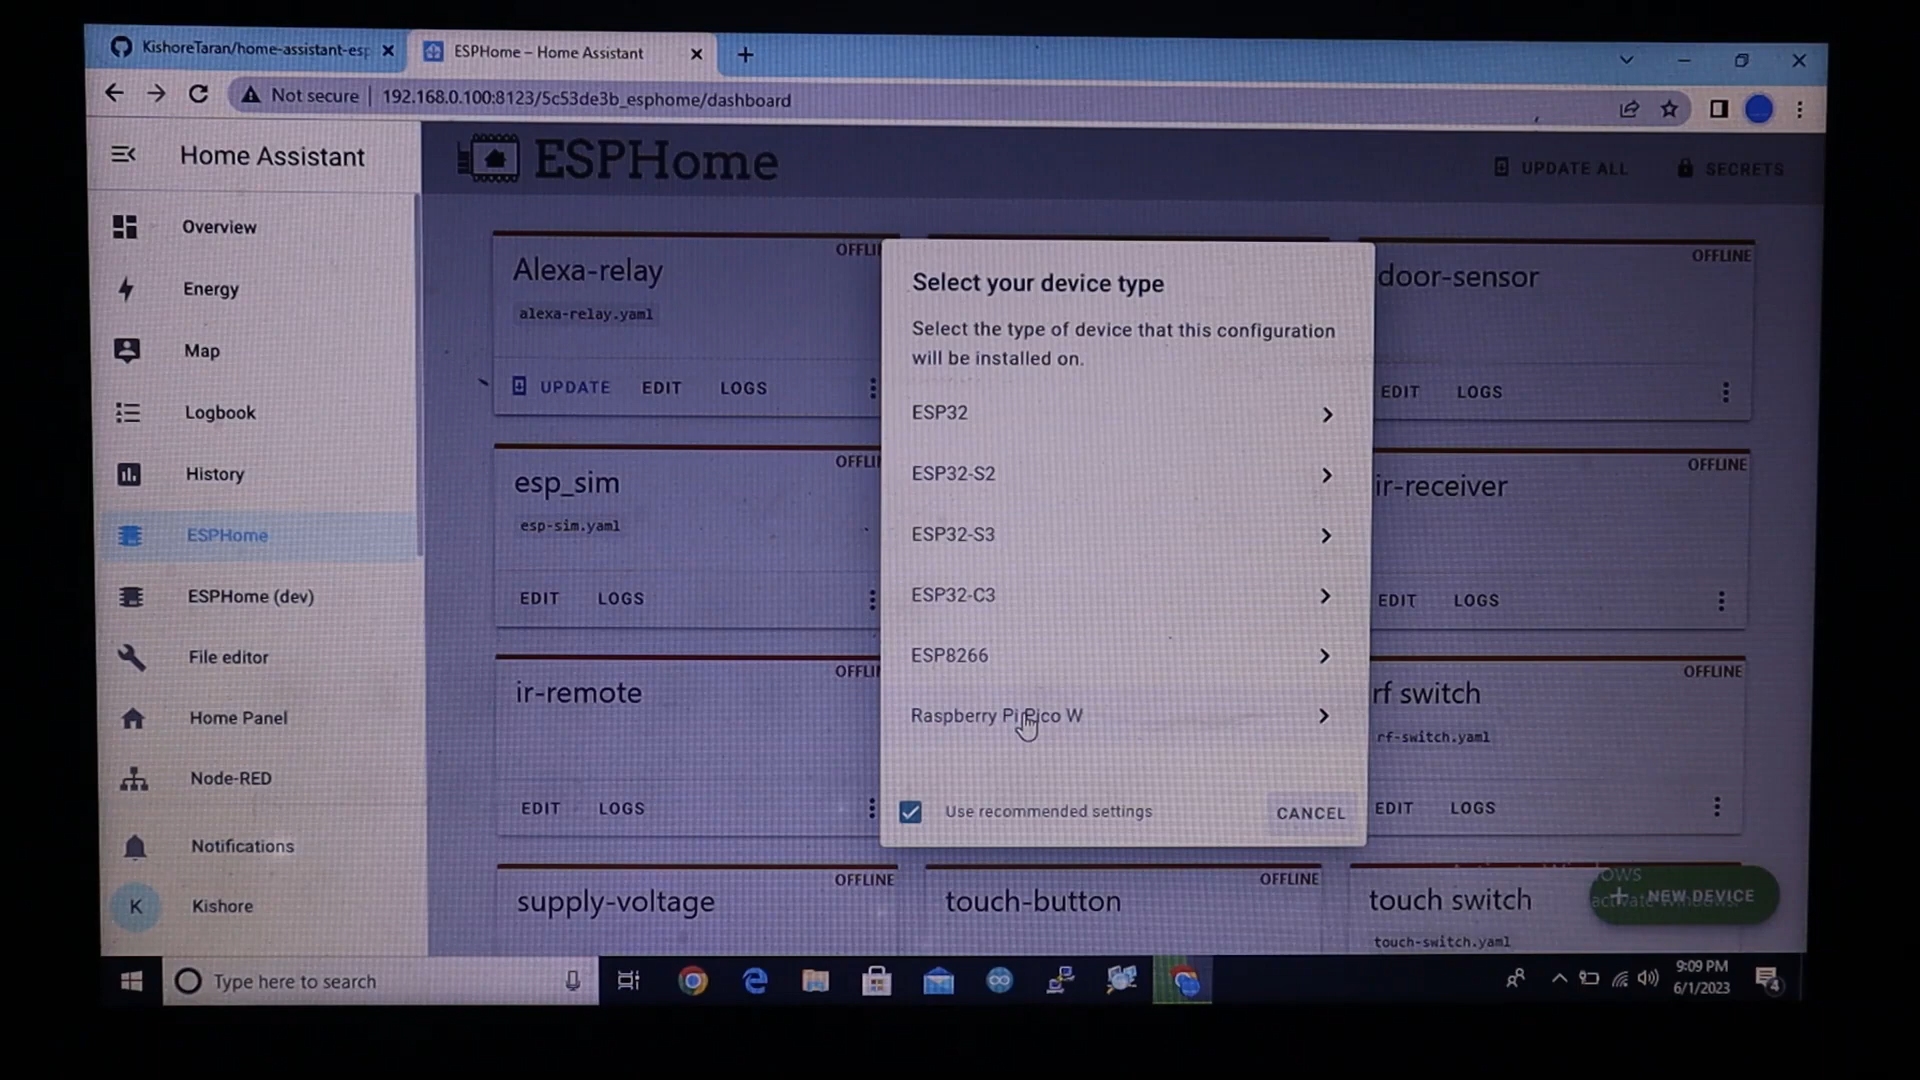 KishoreTaran/home-assistant-esp
ESPHome – Home Assistant
Not secure
192.168.0.100:8123/5c53de3b_esphome/dashboard
Home Assistant
ESPHome
UPDATE ALL
SECRETS
Overview
Energy
Map
Logbook
History
ESPHome
ESPHome (dev)
File editor
Home Panel
Node-RED
Notifications
K
Kishore
OFFLI
Alexa-relay
alexa-relay.yaml
UPDATE
EDIT
LOGS
OFFLINE
door-sensor
EDIT
LOGS
OFFLI
esp_sim
esp-sim.yaml
EDIT
LOGS
OFFLINE
ir-receiver
EDIT
LOGS
OFFLI
ir-remote
EDIT
LOGS
OFFLINE
rf switch
rf-switch.yaml
EDIT
LOGS
OFFLINE
supply-voltage
OFFLINE
touch-button
touch switch
touch-switch.yaml
NEW DEVICE
Select your device type
Select the type of device that this configuration
will be installed on.
ESP32
ESP32-S2
ESP32-S3
ESP32-C3
ESP8266
Raspberry Pi Pico W
Use recommended settings
CANCEL
Type here to search
9:09 PM
6/1/2023
4